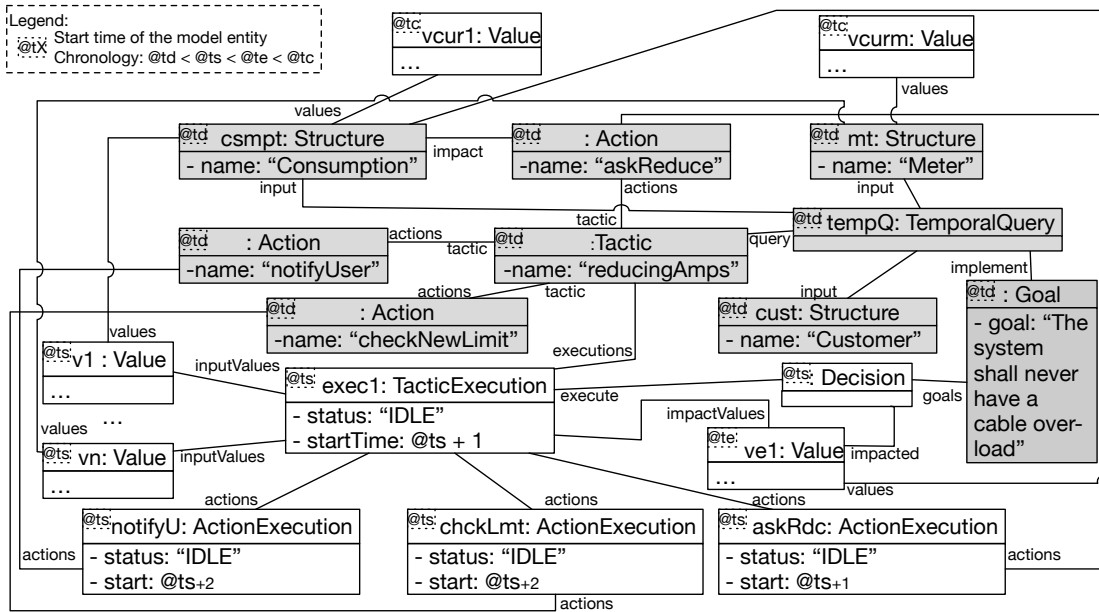 Legend:
@tX Start time of the model entity
Chronology: @td < @ts < @te < @tc
@tc vcur1: Value
...
@tc vcurm: Value
...
values
values
@td csmpt: Structure
- name: “Consumption”
impact
@td : Action
-name: “askReduce”
@td mt: Structure
- name: “Meter”
input
actions
input
tactic
@td tempQ: TemporalQuery
@td : Action
-name: “notifyUser”
actions
tactic
@td :Tactic
-name: “reducingAmps”
query
implement
actions
tactic
input
@td : Action
-name: “checkNewLimit”
@td cust: Structure
- name: “Customer”
@td : Goal
- goal: “The
system
shall never
have a
cable over-
load”
values
executions
@ts v1 : Value
...
inputValues
@ts exec1: TacticExecution
- status: “IDLE”
- startTime: @ts + 1
execute
@ts : Decision
goals
...
values
impactValues
@ts vn: Value
...
inputValues
@te ve1: Value
...
impacted
values
actions
actions
actions
@ts notifyU: ActionExecution
- status: “IDLE”
- start: @ts+2
@ts chckLmt: ActionExecution
- status: “IDLE”
- start: @ts+2
@ts askRdc: ActionExecution
- status: “IDLE”
- start: @ts+1
actions
actions
actions